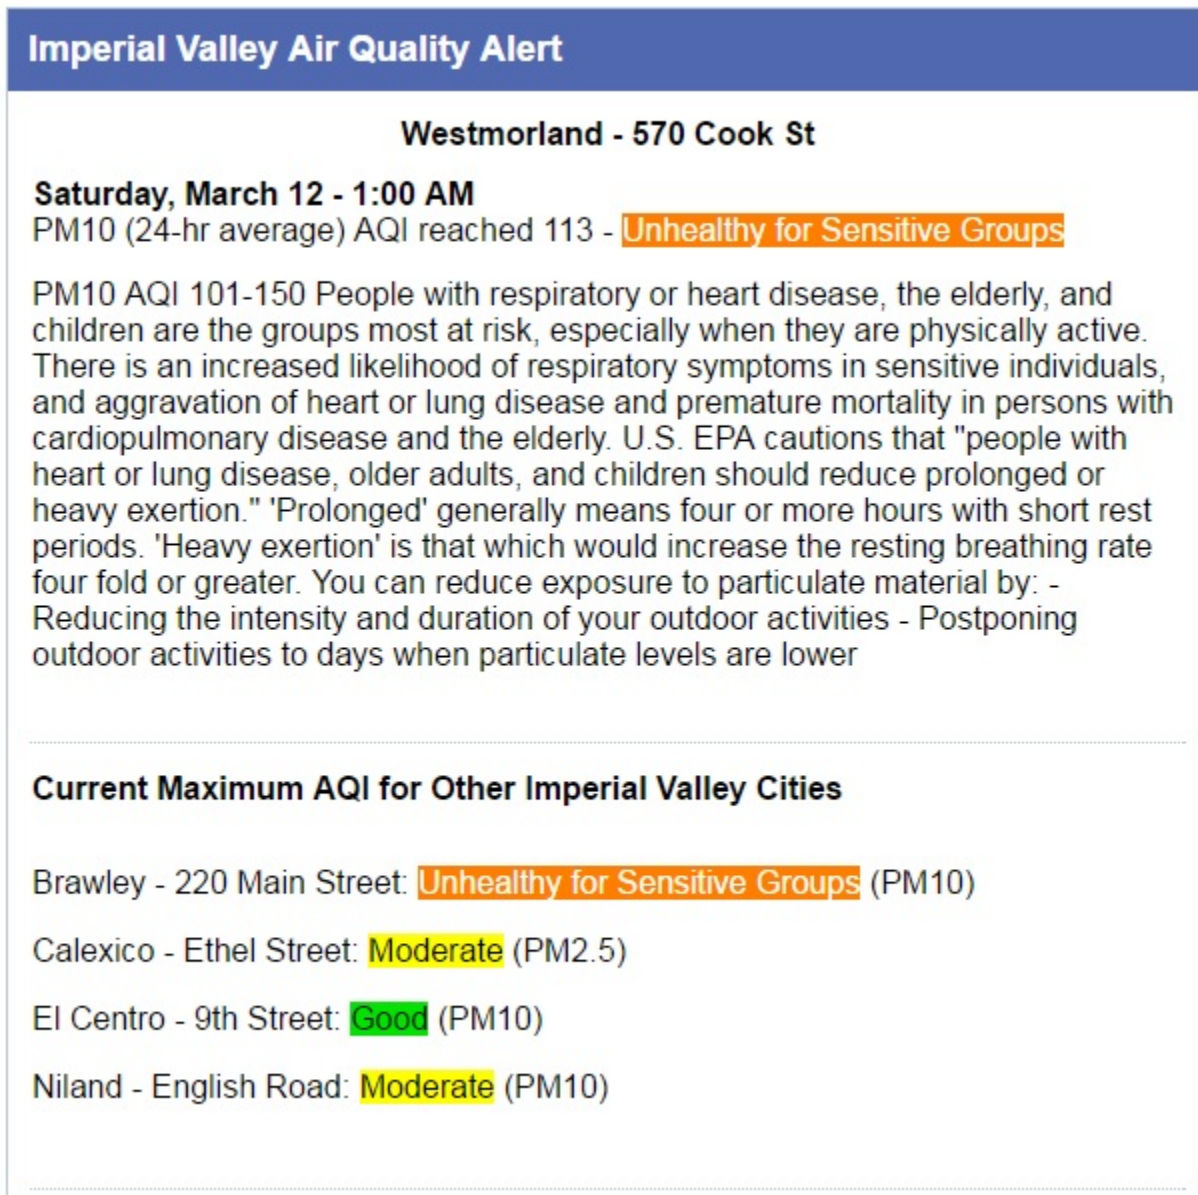 Imperial Valley Air Quality Alert
Westmorland - 570 Cook St
Saturday, March 12 - 1:00 AM
PM10 (24-hr average) AQI reached 113 - Unhealthy for Sensitive Groups
PM10 AQI 101-150 People with respiratory or heart disease, the elderly, and
children are the groups most at risk, especially when they are physically active.
There is an increased likelihood of respiratory symptoms in sensitive individuals,
and aggravation of heart or lung disease and premature mortality in persons with
cardiopulmonary disease and the elderly. U.S. EPA cautions that "people with
heart or lung disease, older adults, and children should reduce prolonged or
heavy exertion." 'Prolonged' generally means four or more hours with short rest
periods. 'Heavy exertion' is that which would increase the resting breathing rate
four fold or greater. You can reduce exposure to particulate material by: -
Reducing the intensity and duration of your outdoor activities - Postponing
outdoor activities to days when particulate levels are lower
Current Maximum AQI for Other Imperial Valley Cities
Brawley - 220 Main Street: Unhealthy for Sensitive Groups (PM10)
Calexico - Ethel Street: Moderate (PM2.5)
El Centro - 9th Street: Good (PM10)
Niland - English Road: Moderate (PM10)